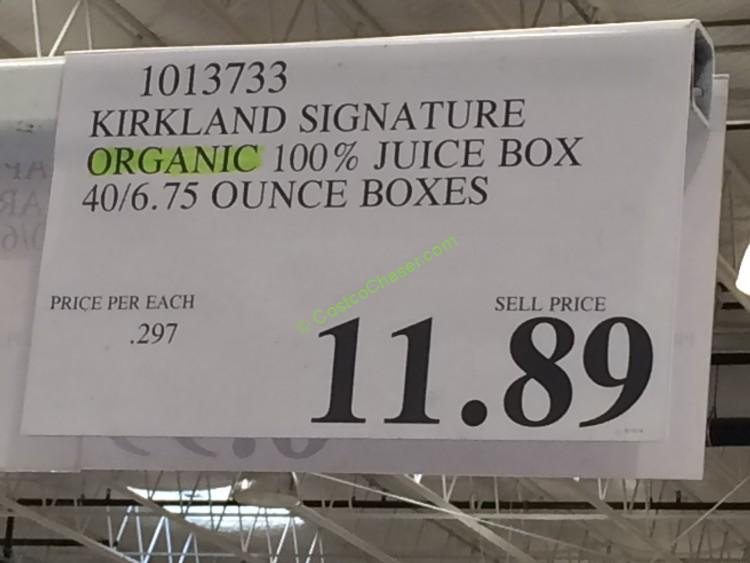 1013733
KIRKLAND SIGNATURE
ORGANIC 100% JUICE BOX
40/6.75 OUNCE BOXES
© CostcoChaser.com
PRICE PER EACH
.297
SELL PRICE
11.89